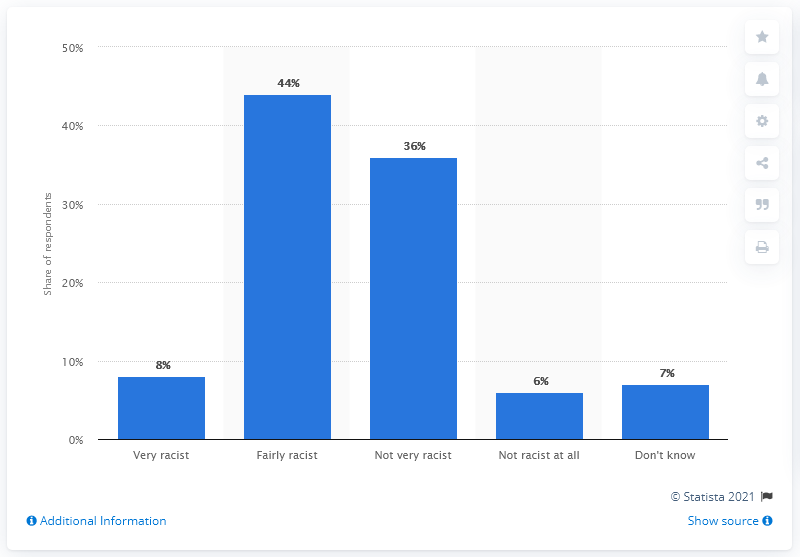 50%
44%
40%
36%
30%
Share of respondents
20%
10%
8%
7%
6%
0%
Very racist
Fairly racist
Not very racist
Not racist at all
Don't know
© Statista 2021
Additional Information
Show source